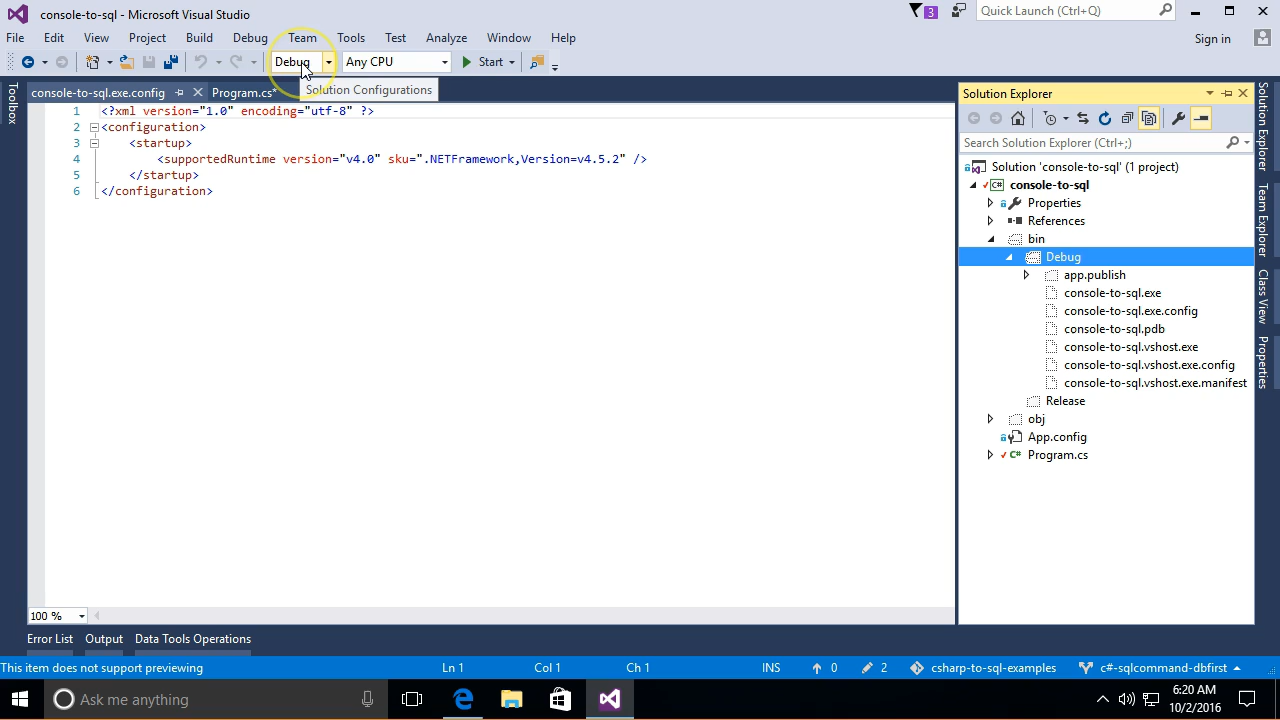 console-to-sql - Microsoft Visual Studio
3
Quick Launch (Ctrl+Q)
File Edit View Project Build Debug Team Tools Test Analyze Window Help
Sign in
Debug Any CPU Start
Solution Configurations
console-to-sql.exe.config Program.cs*
Toolbox
1 <?xml version="1.0" encoding="utf-8" ?>
2 <configuration>
3 <startup>
4 <supportedRuntime version="v4.0" sku=".NETFramework,Version=v4.5.2" />
5 </startup>
6 </configuration>
Solution Explorer
Search Solution Explorer (Ctrl+;)
Solution 'console-to-sql' (1 project)
C# console-to-sql
Properties
References
bin
Debug
app.publish
console-to-sql.exe
console-to-sql.exe.config
console-to-sql.pdb
console-to-sql.vshost.exe
console-to-sql.vshost.exe.config
console-to-sql.vshost.exe.manifest
Release
obj
App.config
C# Program.cs
Solution Explorer
Team Explorer
Class View
Properties
100 %
Error List Output Data Tools Operations
This item does not support previewing Ln 1 Col 1 Ch 1 INS 0 2 csharp-to-sql-examples c#-sqlcommand-dbfirst
Ask me anything
6:20 AM
10/2/2016